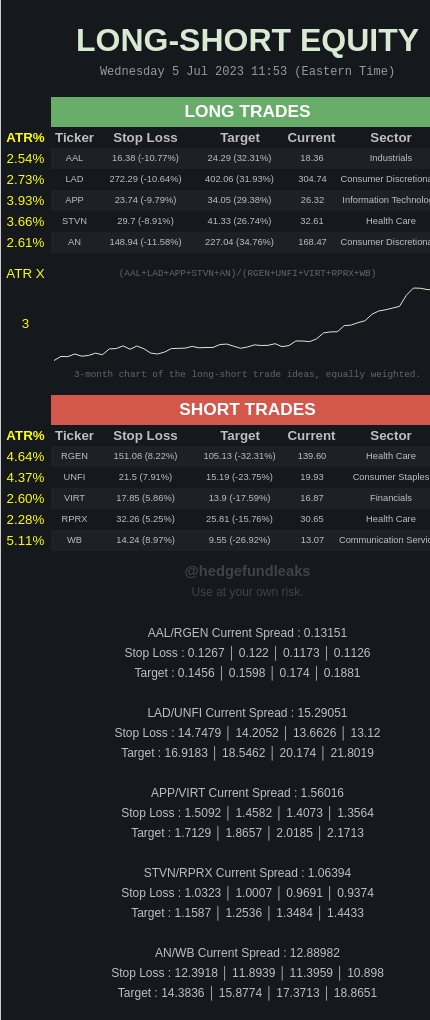 LONG-SHORT EQUITY
Wednesday 5 Jul 2023 11:53 (Eastern Time)
LONG TRADES
ATR% Ticker Stop Loss Target Current Sector
2.54% AAL 16.38 (-10.77%) 24.29 (32.31%) 18.36 Industrials
2.73% LAD 272.29 (-10.64%) 402.06 (31.93%) 304.74 Consumer Discretiona
3.93% APP 23.74 (-9.79%) 34.05 (29.38%) 26.32 Information Technolo
3.66% STVN 29.7 (-8.91%) 41.33 (26.74%) 32.61 Health Care
2.61% AN 148.94 (-11.58%) 227.04 (34.76%) 168.47 Consumer Discretiona
ATR X (AAL+LAD+APP+STVN+AN)/(RGEN+UNFI+VIRT+RPRX+WB)
3
3-month chart of the long-short trade ideas, equally weighted.
SHORT TRADES
ATR% Ticker Stop Loss Target Current Sector
4.64% RGEN 151.08 (8.22%) 105.13 (-32.31%) 139.60 Health Care
4.37% UNFI 21.5 (7.91%) 15.19 (-23.75%) 19.93 Consumer Staples
2.60% VIRT 17.85 (5.86%) 13.9 (-17.59%) 16.87 Financials
2.28% RPRX 32.26 (5.25%) 25.81 (-15.76%) 30.65 Health Care
5.11% WB 14.24 (8.97%) 9.55 (-26.92%) 13.07 Communication Servic
@hedgefundleaks
Use at your own risk.
AAL/RGEN Current Spread : 0.13151
Stop Loss : 0.1267 │ 0.122 │ 0.1173 │ 0.1126
Target : 0.1456 │ 0.1598 │ 0.174 │ 0.1881
LAD/UNFI Current Spread : 15.29051
Stop Loss : 14.7479 │ 14.2052 │ 13.6626 │ 13.12
Target : 16.9183 │ 18.5462 │ 20.174 │ 21.8019
APP/VIRT Current Spread : 1.56016
Stop Loss : 1.5092 │ 1.4582 │ 1.4073 │ 1.3564
Target : 1.7129 │ 1.8657 │ 2.0185 │ 2.1713
STVN/RPRX Current Spread : 1.06394
Stop Loss : 1.0323 │ 1.0007 │ 0.9691 │ 0.9374
Target : 1.1587 │ 1.2536 │ 1.3484 │ 1.4433
AN/WB Current Spread : 12.88982
Stop Loss : 12.3918 │ 11.8939 │ 11.3959 │ 10.898
Target : 14.3836 │ 15.8774 │ 17.3713 │ 18.8651